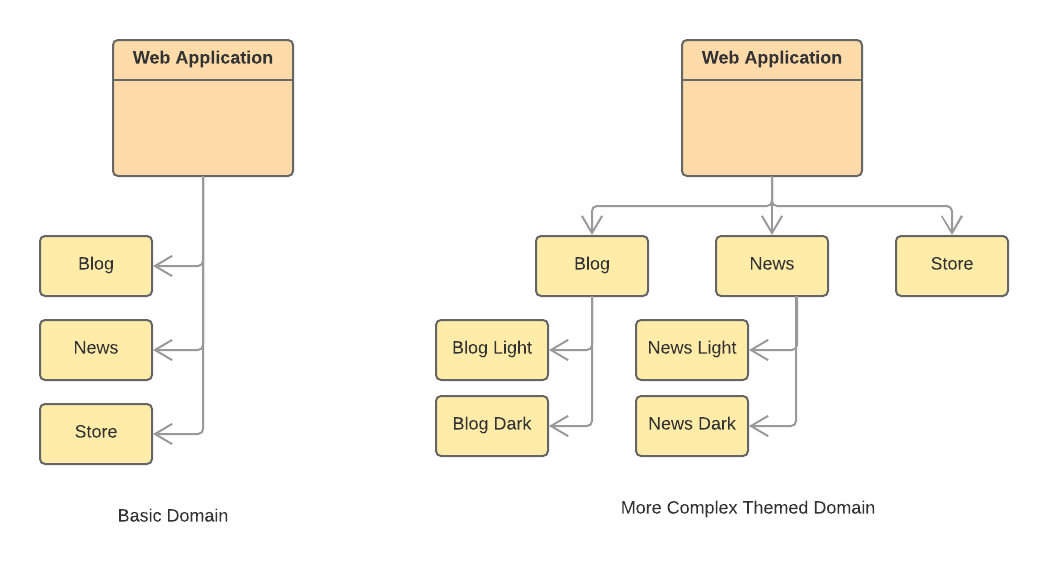 Web Application
Blog
News
Store
Basic Domain
Web Application
Blog
News
Store
Blog Light
News Light
Blog Dark
News Dark
More Complex Themed Domain